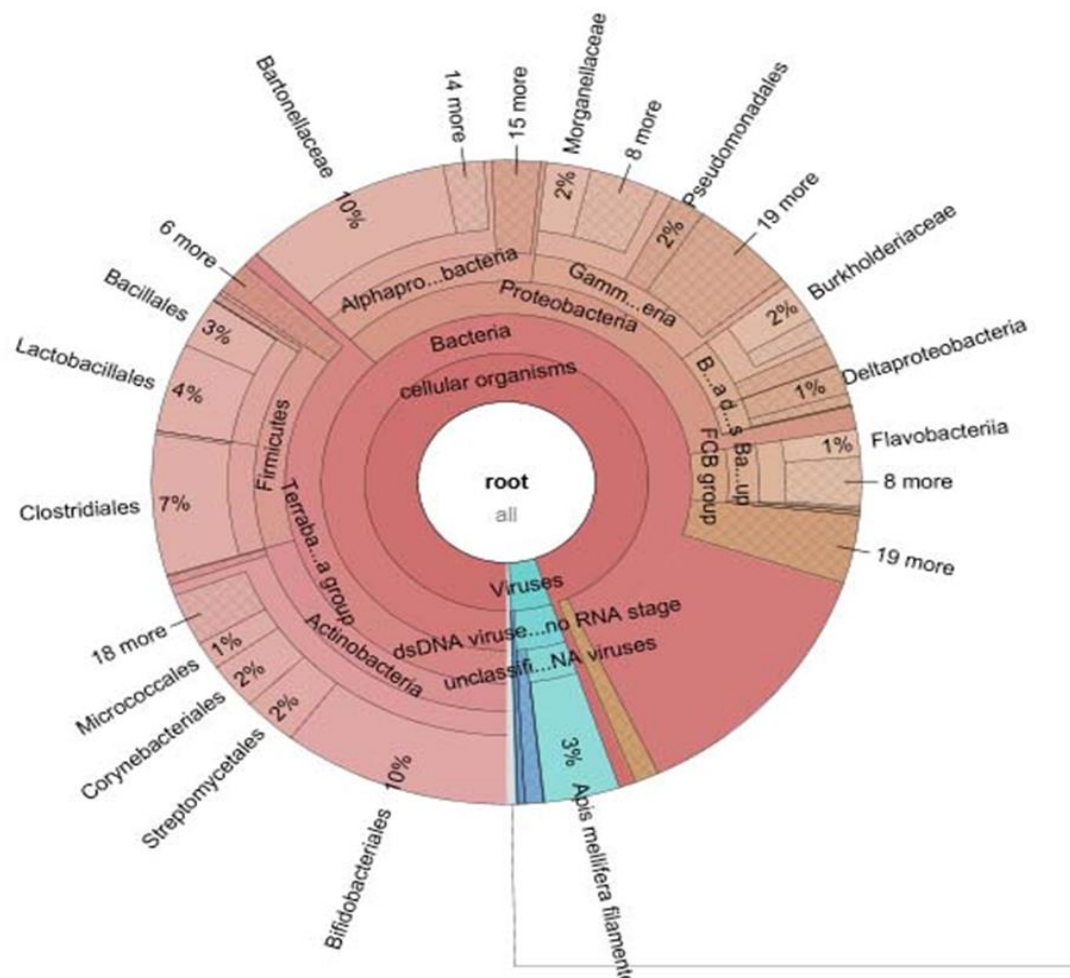 Bartonellaceae
10%
14 more
15 more
Morganellaceae
2%
8 more
Pseudomonadales
2%
19 more
Burkholderiaceae
2%
Deltaproteobacteria
1%
Flavobacteriia
1%
8 more
19 more
6 more
Bacillales
3%
Lactobacillales
4%
Clostridiales
7%
18 more
Micrococcales
1%
Corynebacteriales
2%
Streptomycetales
2%
Bifidobacteriales
10%
Alphapro...bacteria
Gamm...eria
Proteobacteria
B...a
d...s
Ba...up
FCB group
Bacteria
cellular organisms
Firmicutes
Terraba...a group
Actinobacteria
root
all
Viruses
dsDNA viruse...no RNA stage
unclassifi...NA viruses
3%
Apis mellifera filament